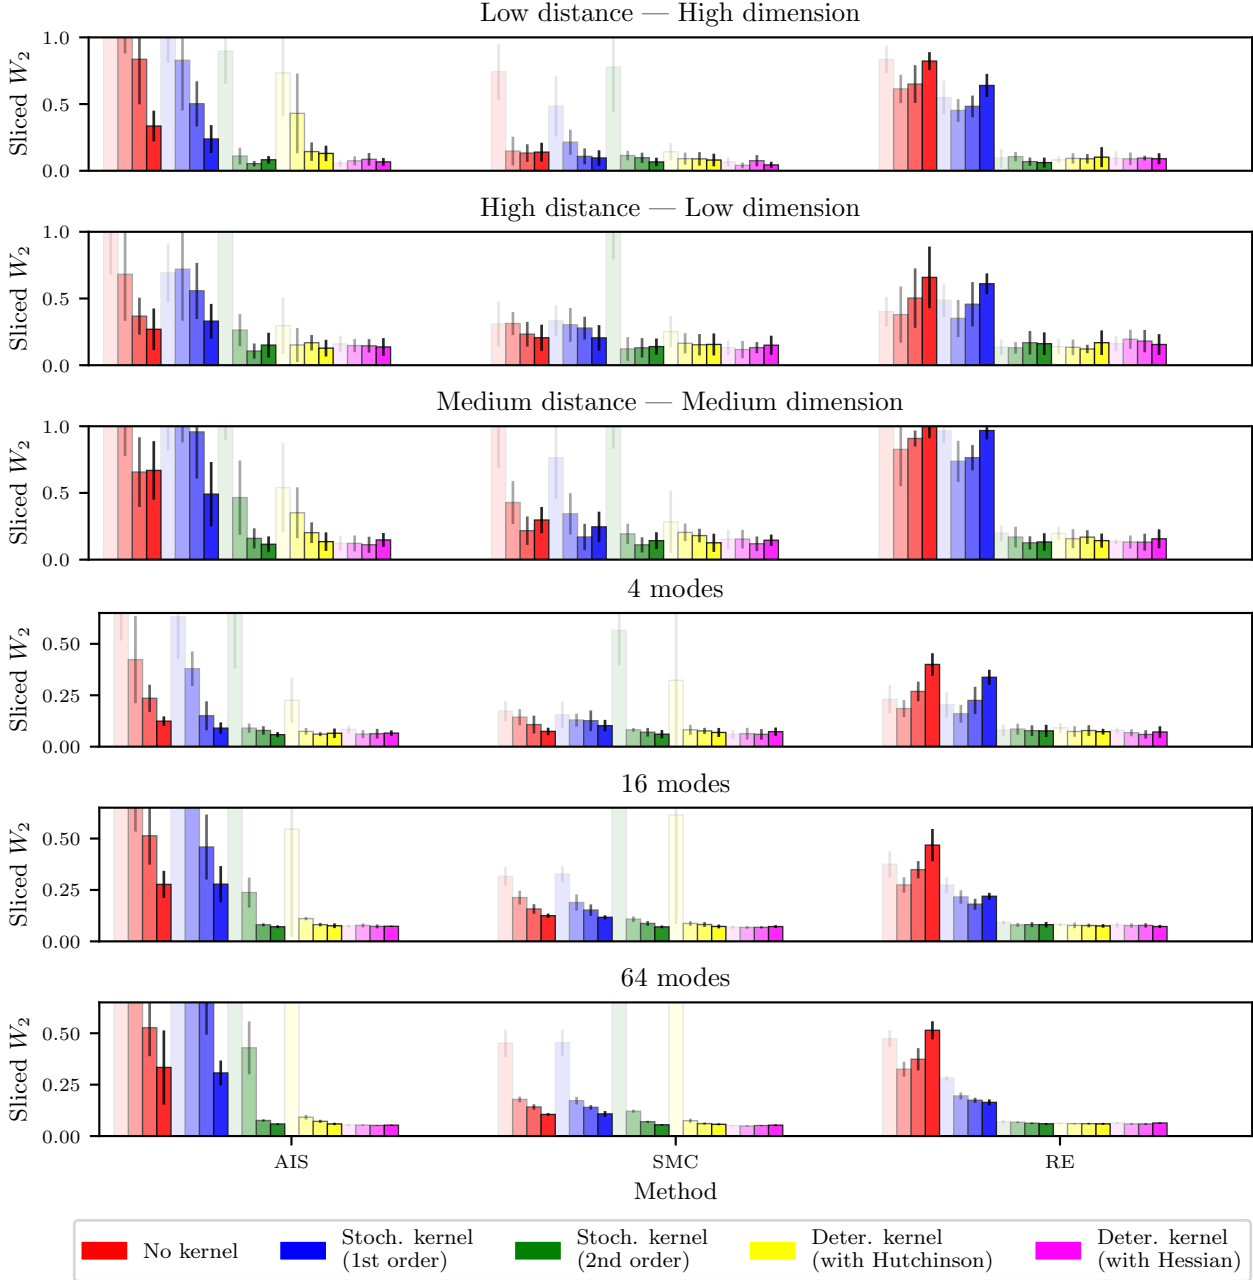 Low distance — High dimension
Sliced W₂
1.0
0.5
0.0
High distance — Low dimension
Sliced W₂
1.0
0.5
0.0
Medium distance — Medium dimension
Sliced W₂
1.0
0.5
0.0
4 modes
Sliced W₂
0.50
0.25
0.00
16 modes
Sliced W₂
0.50
0.25
0.00
64 modes
Sliced W₂
0.50
0.25
0.00
AIS SMC RE
Method
No kernel
Stoch. kernel
(1st order)
Stoch. kernel
(2nd order)
Deter. kernel
(with Hutchinson)
Deter. kernel
(with Hessian)